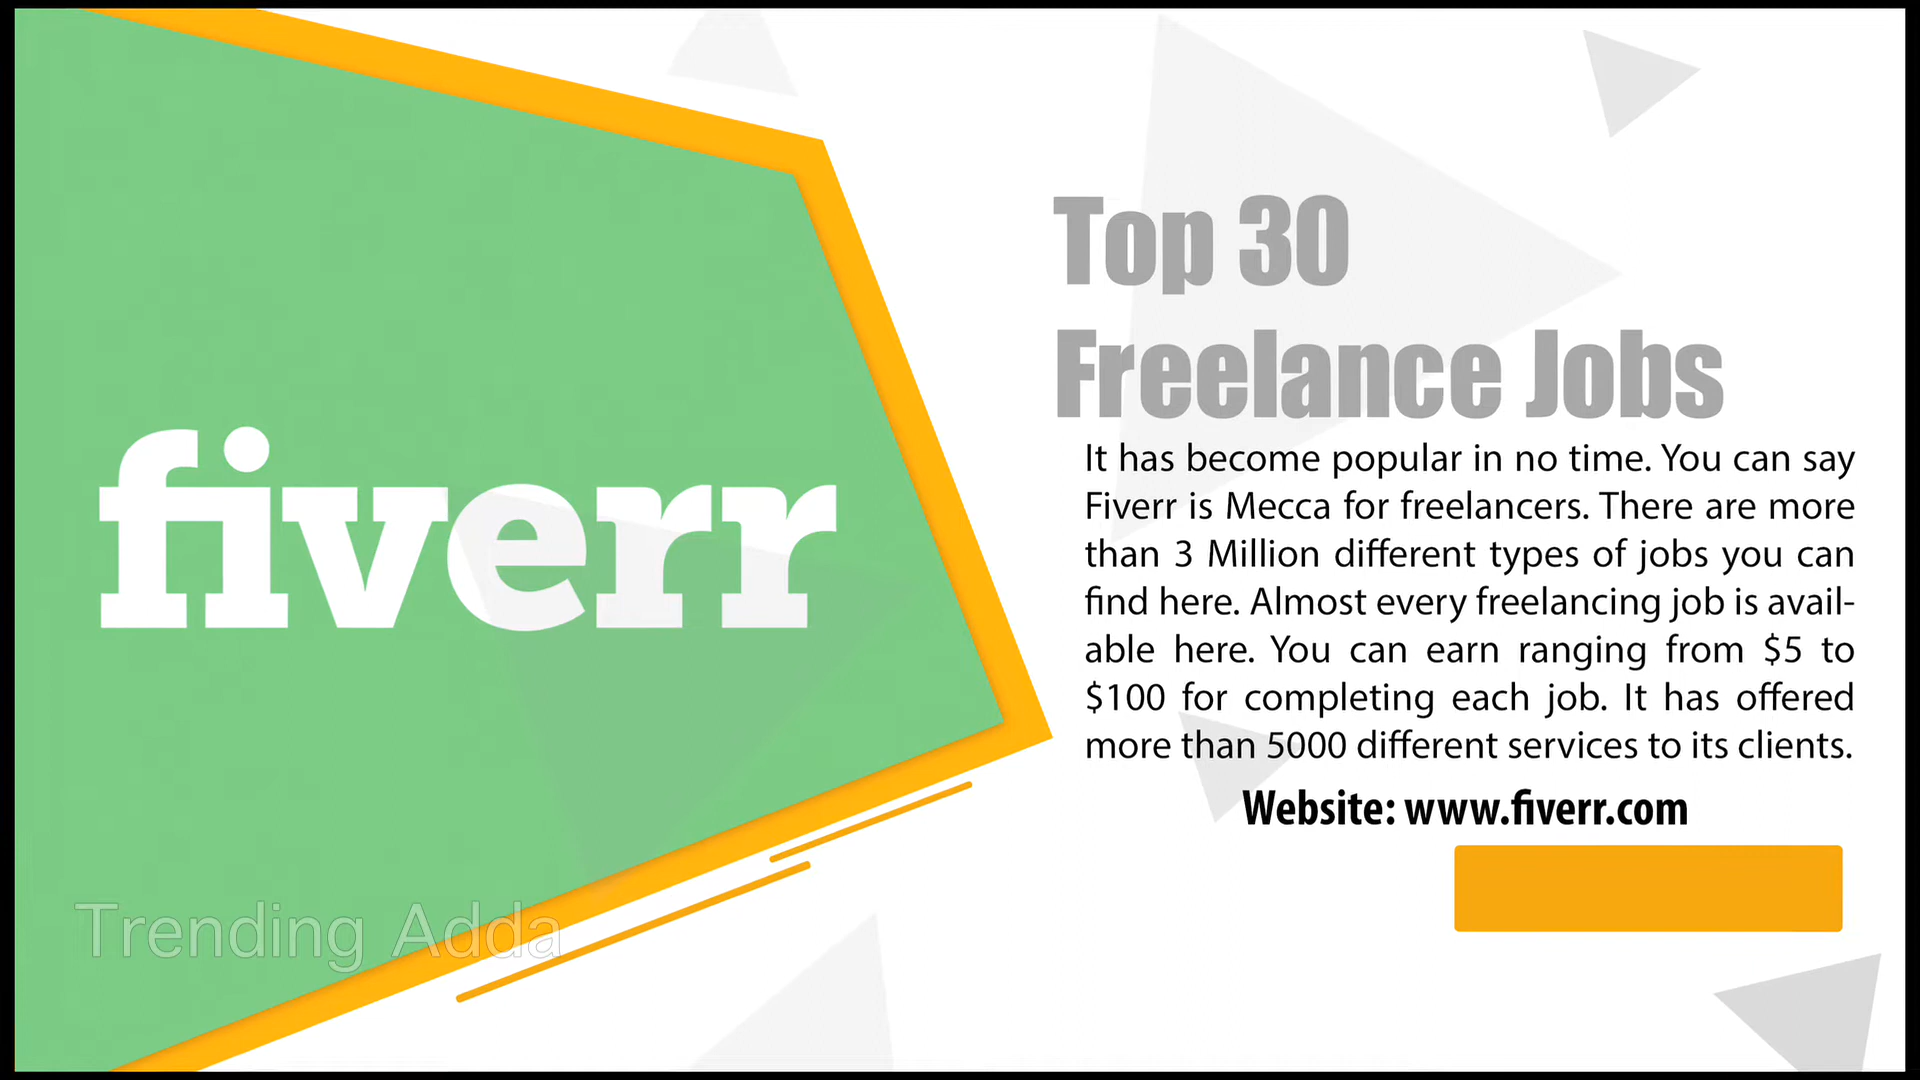 fiverr
Top 30
Freelance Jobs
It has become popular in no time. You can say
Fiverr is Mecca for freelancers. There are more
than 3 Million different types of jobs you can
find here. Almost every freelancing job is avail-
able here. You can earn ranging from $5 to
$100 for completing each job. It has offered
more than 5000 different services to its clients.
Website: www.fiverr.com
Trending Adda